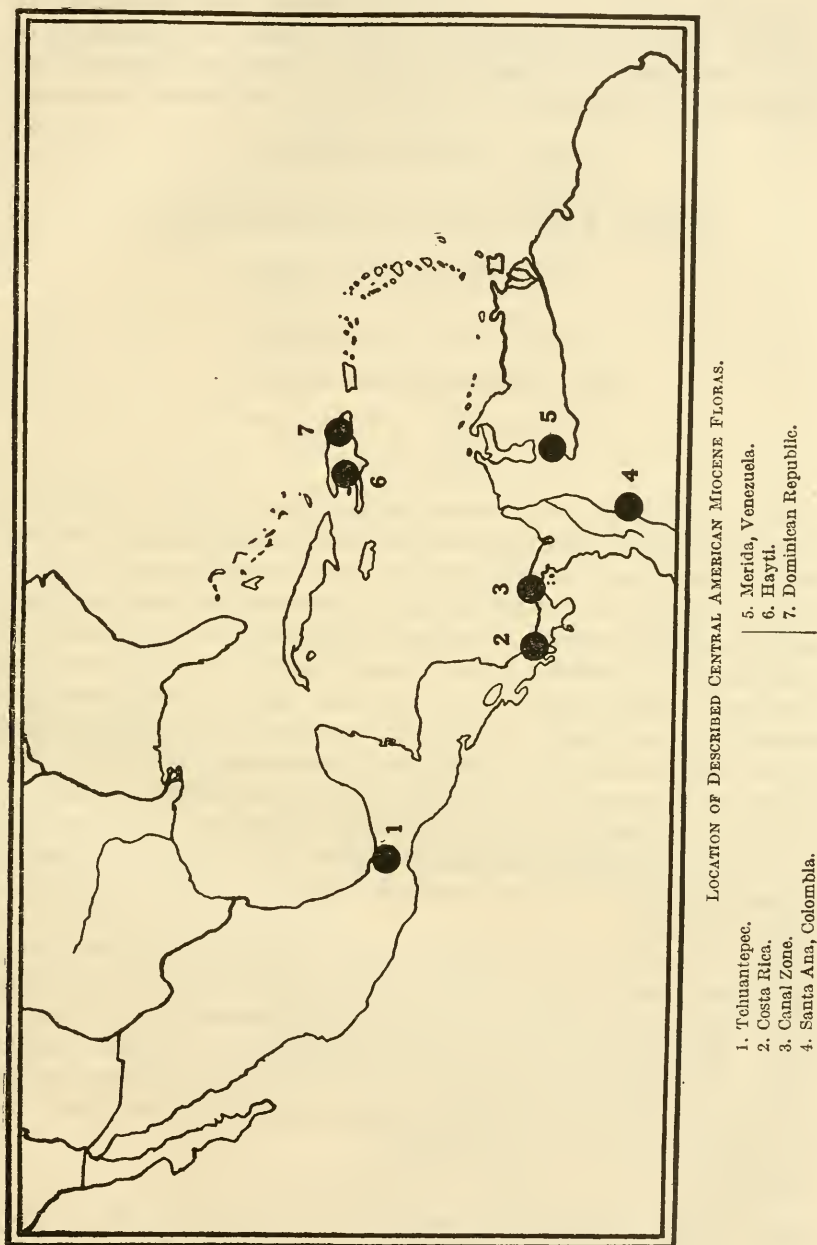 7
6
5
4
3
2
1
LOCATION OF DESCRIBED CENTRAL AMERICAN MIOCENE FLORAS.
1. Tehuantepec.
2. Costa Rica.
3. Canal Zone.
4. Santa Ana, Colombia.
5. Merida, Venezuela.
6. Hayti.
7. Dominican Republic.